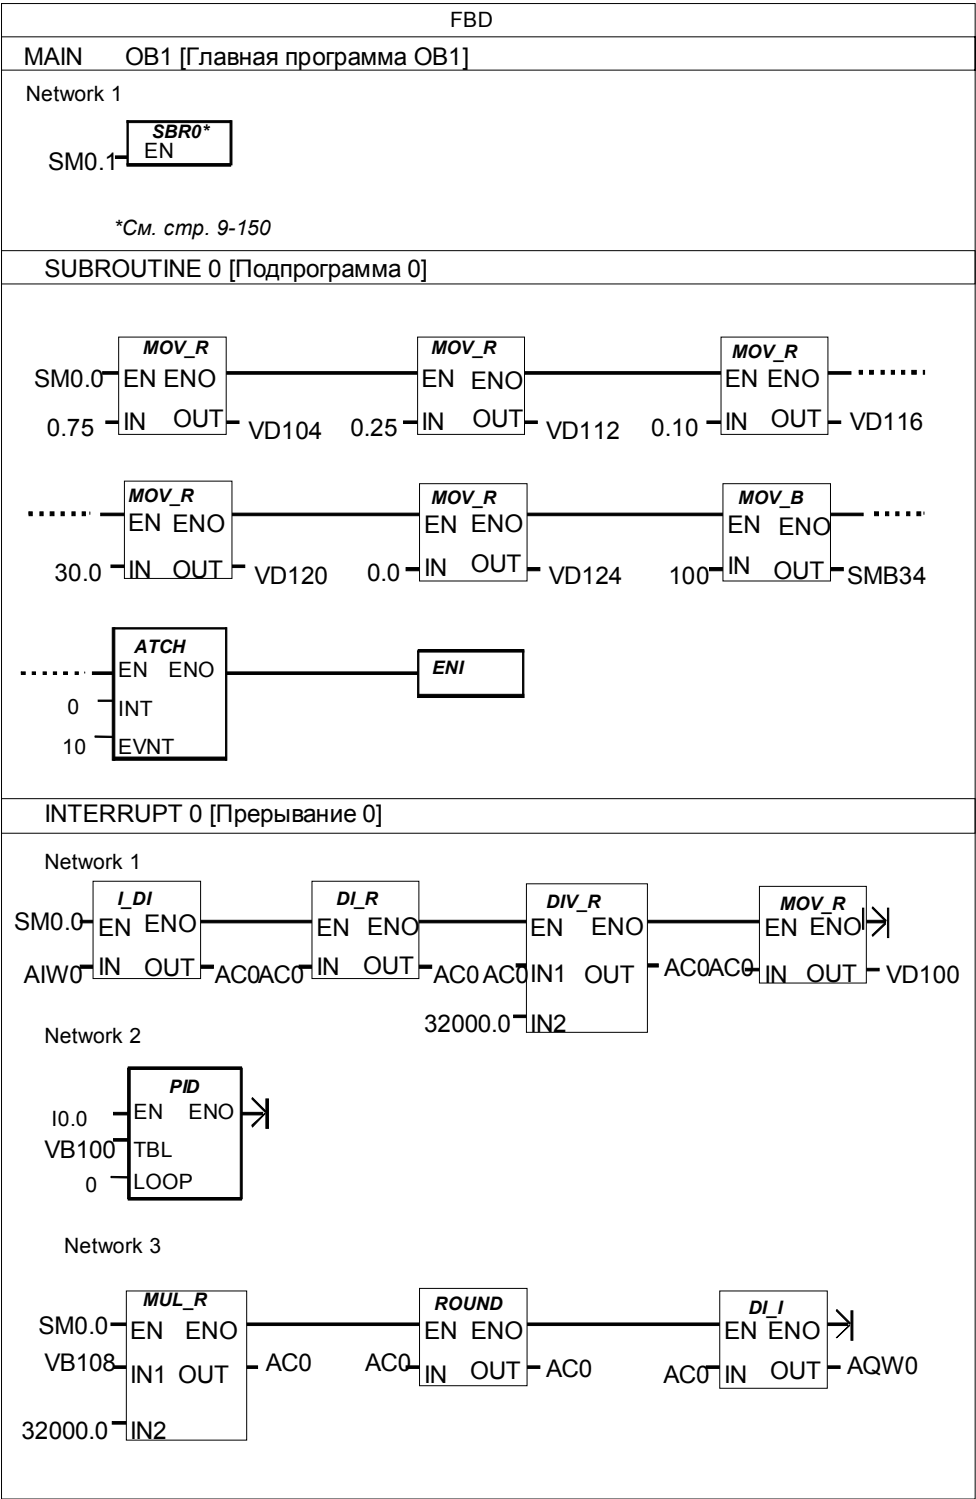 FBD
MAIN OB1 [Главная программа OB1]
Network 1
SBR0*
SM0.1 EN
*См. стр. 9-150
SUBROUTINE 0 [Подпрограмма 0]
MOV_R MOV_R MOV_R
SM0.0 EN ENO EN ENO EN ENO
0.75 IN OUT VD104 0.25 IN OUT VD112 0.10 IN OUT VD116
MOV_R MOV_R MOV_B
EN ENO EN ENO EN ENO
30.0 IN OUT VD120 0.0 IN OUT VD124 100 IN OUT SMB34
ATCH
EN ENO ENI
0 INT
10 EVNT
INTERRUPT 0 [Прерывание 0]
Network 1
I_DI DI_R DIV_R MOV_R
SM0.0 EN ENO EN ENO EN ENO EN ENO
AIW0 IN OUT AC0 AC0 IN OUT AC0 AC0 IN1 OUT AC0 AC0 IN OUT VD100
32000.0 IN2
Network 2
PID
I0.0 EN ENO
VB100 TBL
0 LOOP
Network 3
MUL_R ROUND DI_I
SM0.0 EN ENO EN ENO EN ENO
VB108 IN1 OUT AC0 AC0 IN OUT AC0 AC0 IN OUT AQW0
32000.0 IN2